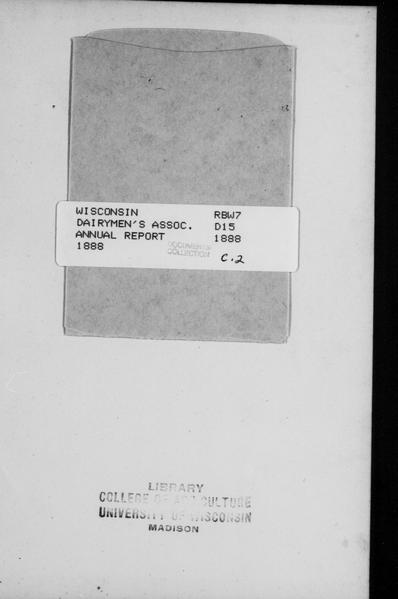 WISCONSIN RBW7
DAIRYMEN'S ASSOC. D15
ANNUAL REPORT 1888
1888
DOCUMENTS
COLLECTION
C.2
LIBRARY
COLLEGE OF AGRICULTURE
UNIVERSITY OF WISCONSIN
MADISON